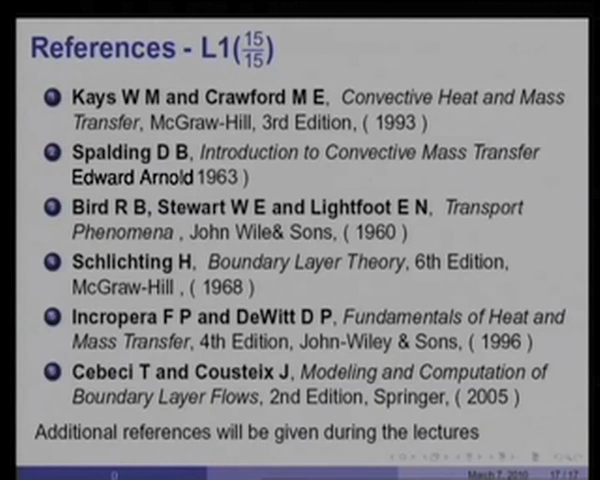 References - L1(15/15)
Kays W M and Crawford M E, Convective Heat and Mass
Transfer, McGraw-Hill, 3rd Edition, ( 1993 )
Spalding D B, Introduction to Convective Mass Transfer
Edward Arnold 1963 )
Bird R B, Stewart W E and Lightfoot E N, Transport
Phenomena , John Wile& Sons, ( 1960 )
Schlichting H, Boundary Layer Theory, 6th Edition,
McGraw-Hill , ( 1968 )
Incropera F P and DeWitt D P, Fundamentals of Heat and
Mass Transfer, 4th Edition, John-Wiley & Sons, ( 1996 )
Cebeci T and Cousteix J, Modeling and Computation of
Boundary Layer Flows, 2nd Edition, Springer, ( 2005 )
Additional references will be given during the lectures
() March 7, 2010 17 / 17